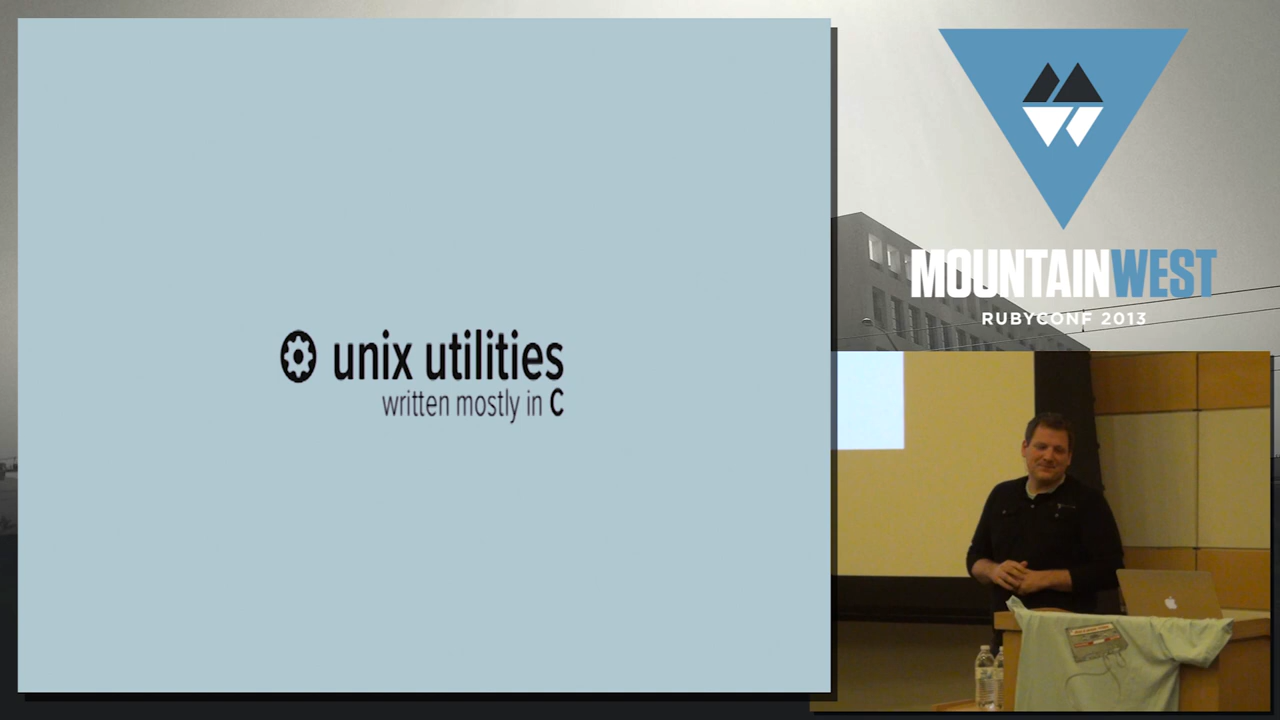 unix utilities
written mostly in C
MOUNTAINWEST
RUBYCONF 2013